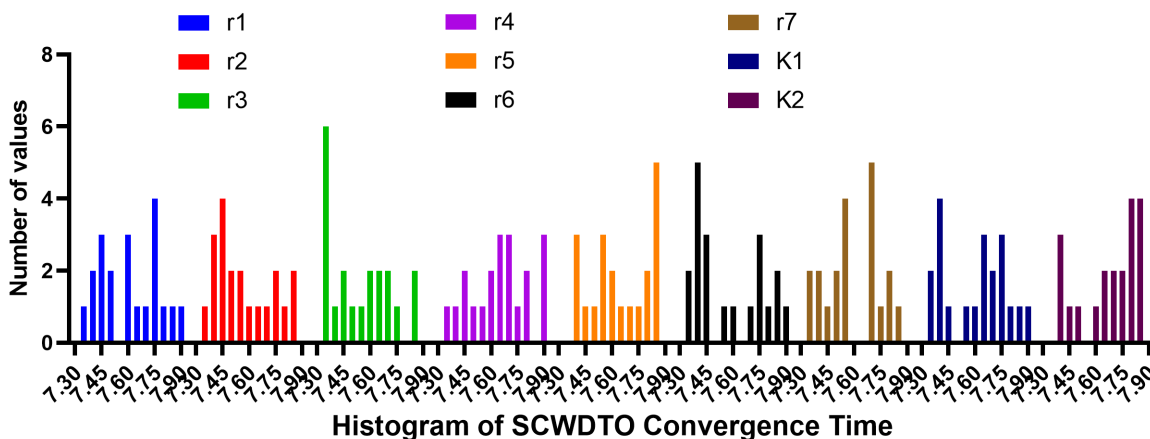 r1 r4 r7
r2 r5 K1
r3 r6 K2
Number of values
8
6
4
2
0
7.30 7.45 7.60 7.75 7.90 7.30 7.45 7.60 7.75 7.90 7.30 7.45 7.60 7.75 7.90 7.30 7.45 7.60 7.75 7.90 7.30 7.45 7.60 7.75 7.90 7.30 7.45 7.60 7.75 7.90 7.30 7.45 7.60 7.75 7.90 7.30 7.45 7.60 7.75 7.90 7.30 7.45 7.60 7.75 7.90
Histogram of SCWDTO Convergence Time